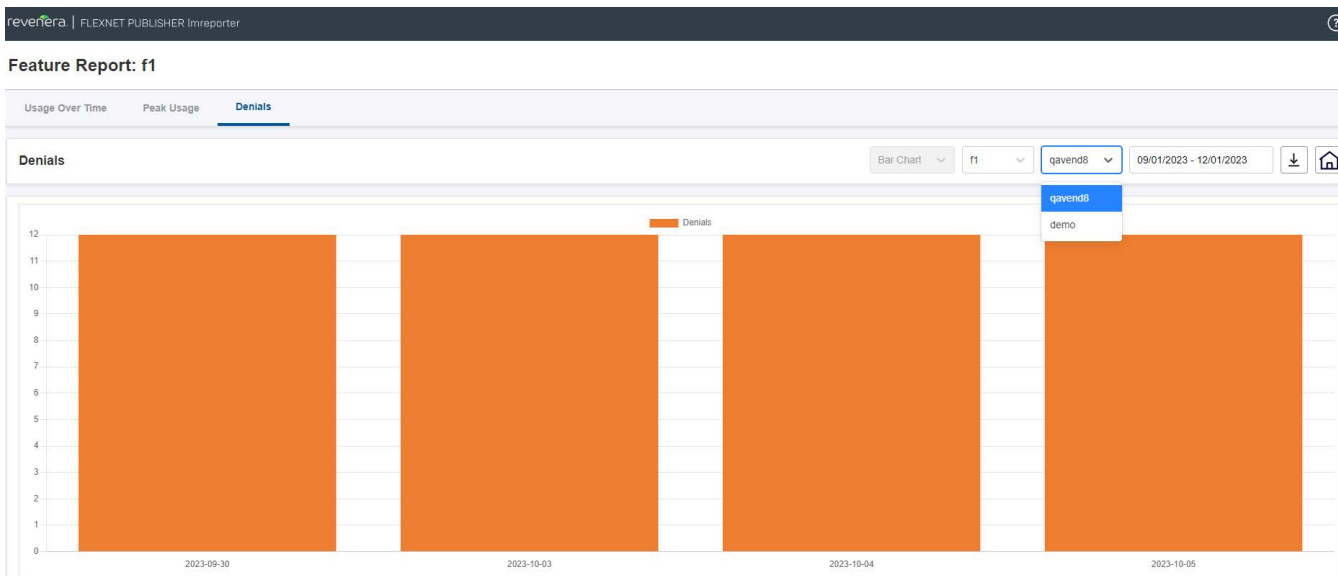 revenera. | FLEXNET PUBLISHER lmreporter
?
Feature Report: f1
Usage Over Time Peak Usage Denials
Denials Bar Chart f1 qavend8 09/01/2023 - 12/01/2023
qavend8
demo
Denials
12
11
10
9
8
7
6
5
4
3
2
1
0
2023-09-30 2023-10-03 2023-10-04 2023-10-05